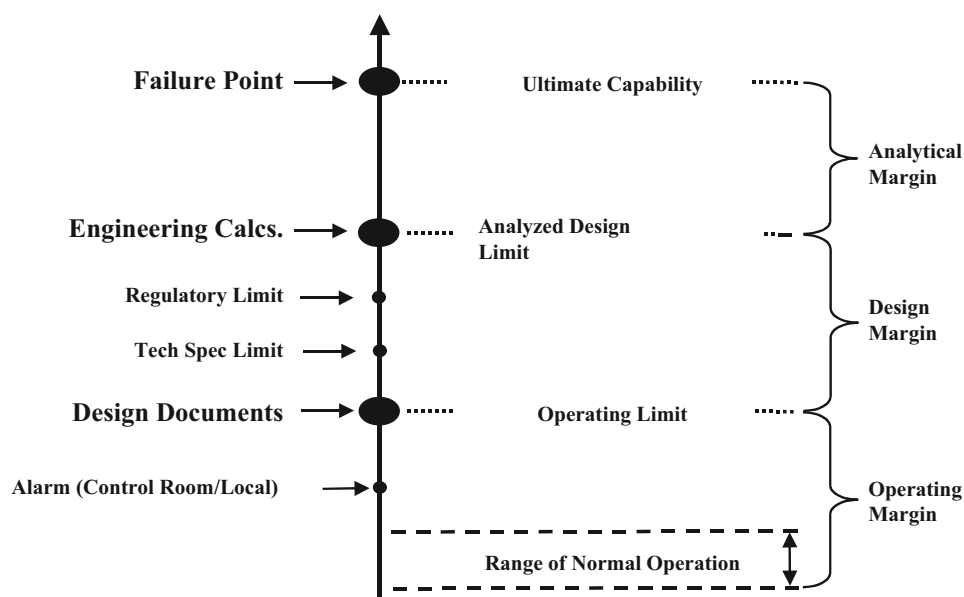 Failure Point
Ultimate Capability
Analytical
Margin
Engineering Calcs.
Analyzed Design
Limit
Regulatory Limit
Design
Margin
Tech Spec Limit
Design Documents
Operating Limit
Alarm (Control Room/Local)
Operating
Margin
Range of Normal Operation